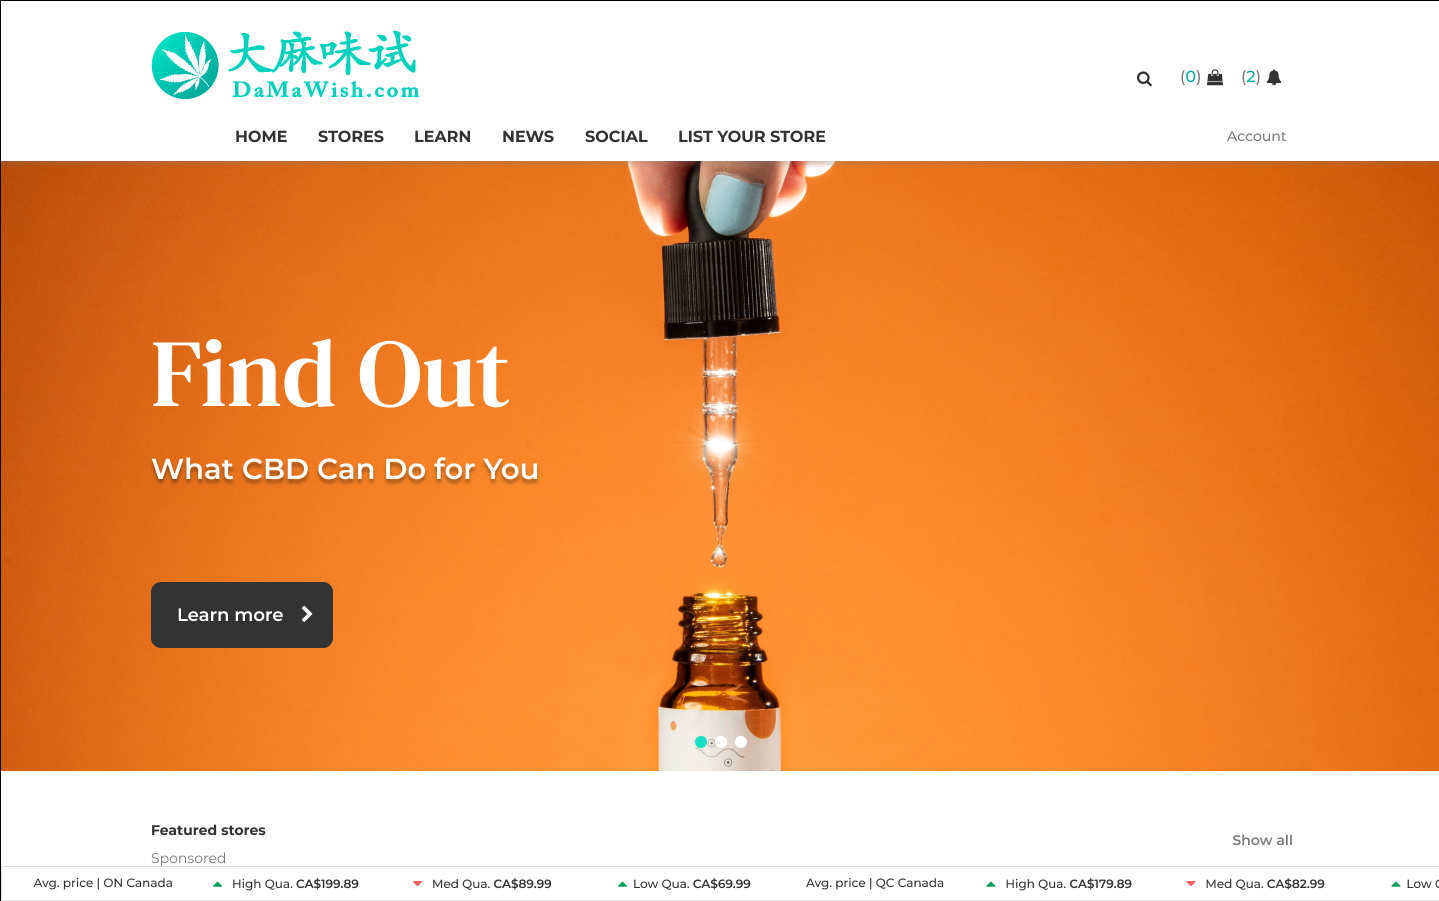 大麻味试
DaMaWish.com
(0) (2)
HOME STORES LEARN NEWS SOCIAL LIST YOUR STORE Account
Find Out
What CBD Can Do for You
Learn more
Featured stores
Show all
Sponsored
Avg. price | ON Canada High Qua. CA$199.89 Med Qua. CA$89.99 Low Qua. CA$69.99 Avg. price | QC Canada High Qua. CA$179.89 Med Qua. CA$82.99 Low